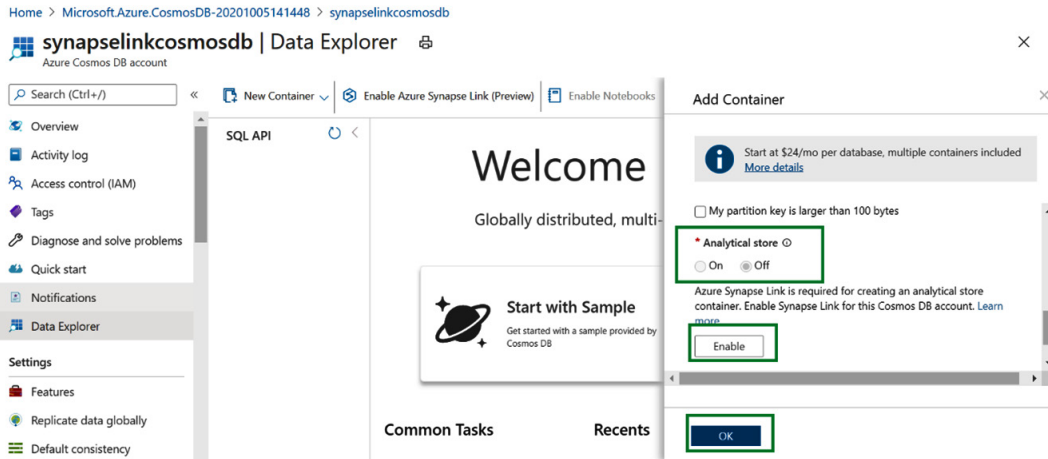 Home > Microsoft.Azure.CosmosDB-20201005141448 > synapselinkcosmosdb
synapselinkcosmosdb | Data Explorer
Azure Cosmos DB account
Search (Ctrl+/)
«
Overview
Activity log
Access control (IAM)
Tags
Diagnose and solve problems
Quick start
Notifications
Data Explorer
Settings
Features
Replicate data globally
Default consistency
New Container
Enable Azure Synapse Link (Preview)
Enable Notebooks
SQL API
Welcome
Globally distributed, multi-
Start with Sample
Get started with a sample provided by
Cosmos DB
Common Tasks
Recents
Add Container
Start at $24/mo per database, multiple containers included
More details
My partition key is larger than 100 bytes
* Analytical store
On Off
Azure Synapse Link is required for creating an analytical store
container. Enable Synapse Link for this Cosmos DB account. Learn
more
Enable
OK